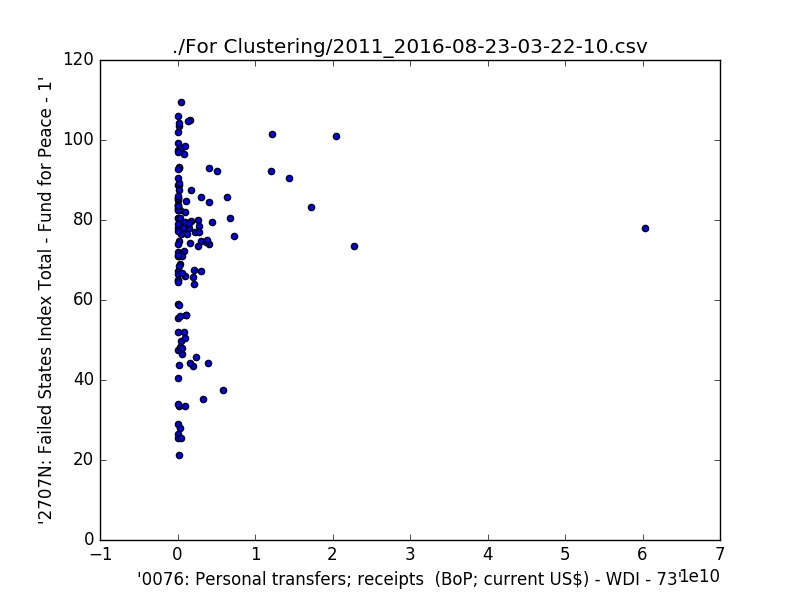 ./For Clustering/2011_2016-08-23-03-22-10.csv
120
100
80
60
40
20
0
'2707N: Failed States Index Total - Fund for Peace - 1'
−1 0 1 2 3 4 5 6 7
1e10
'0076: Personal transfers; receipts  (BoP; current US$) - WDI - 73'